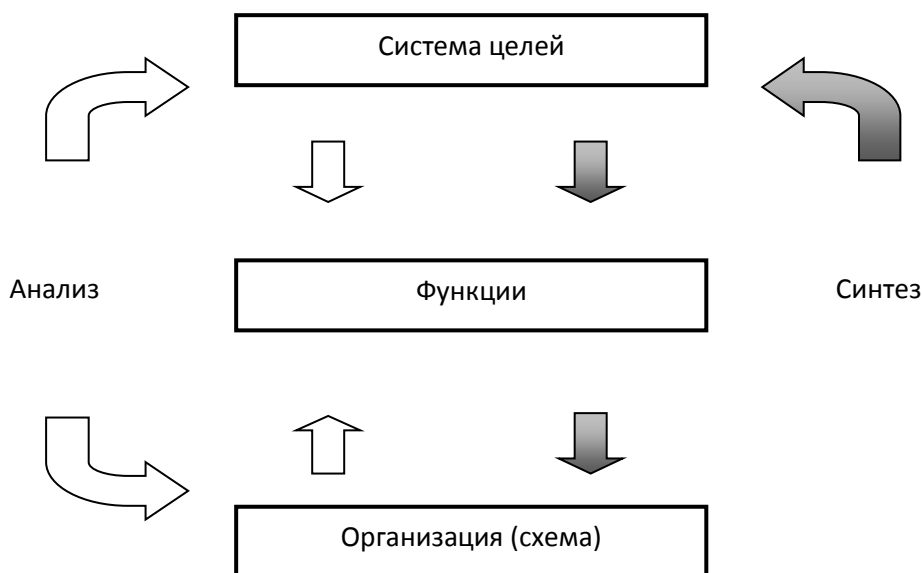 Система целей
Анализ
Функции
Синтез
Организация (схема)